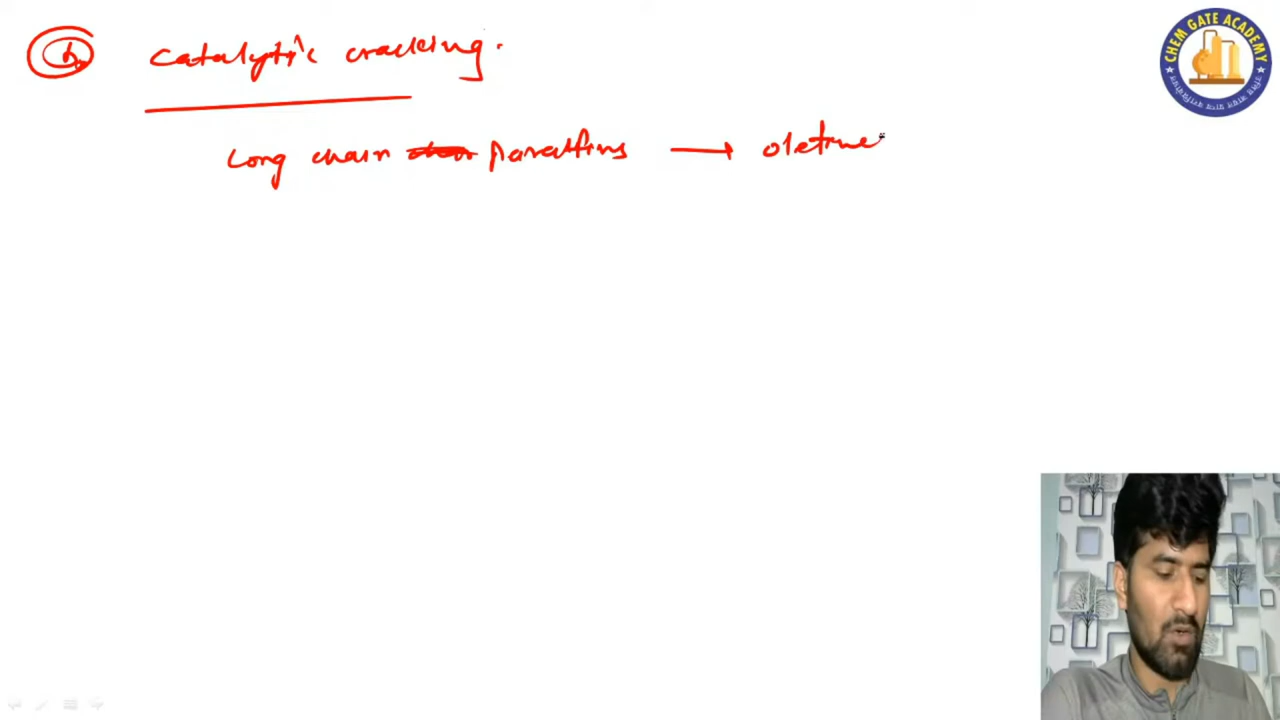 b
catalytic cracking.
Long chain paraffins → olefine
CHEM GATE ACADEMY